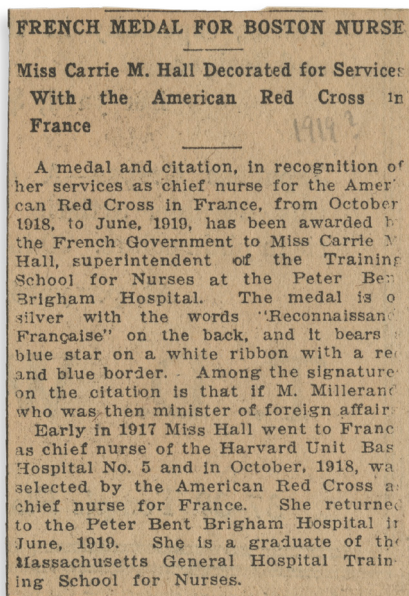 FRENCH MEDAL FOR BOSTON NURSE
Miss Carrie M. Hall Decorated for Services
With the American Red Cross in
France
1919?
A medal and citation, in recognition of
her services as chief nurse for the Ameri
can Red Cross in France, from October
1918, to June, 1919, has been awarded b
the French Government to Miss Carrie M
Hall, superintendent of the Training
School for Nurses at the Peter Ben
Brigham Hospital. The medal is o
silver with the words "Reconnaissan
Française" on the back, and it bears a
blue star on a white ribbon with a red
and blue border. Among the signature
on the citation is that if M. Millerand
who was then minister of foreign affair
Early in 1917 Miss Hall went to Franc
as chief nurse of the Harvard Unit Bas
Hospital No. 5 and in October, 1918, wa
selected by the American Red Cross as
chief nurse for France. She returned
to the Peter Bent Brigham Hospital in
June, 1919. She is a graduate of the
Massachusetts General Hospital Train
ing School for Nurses.